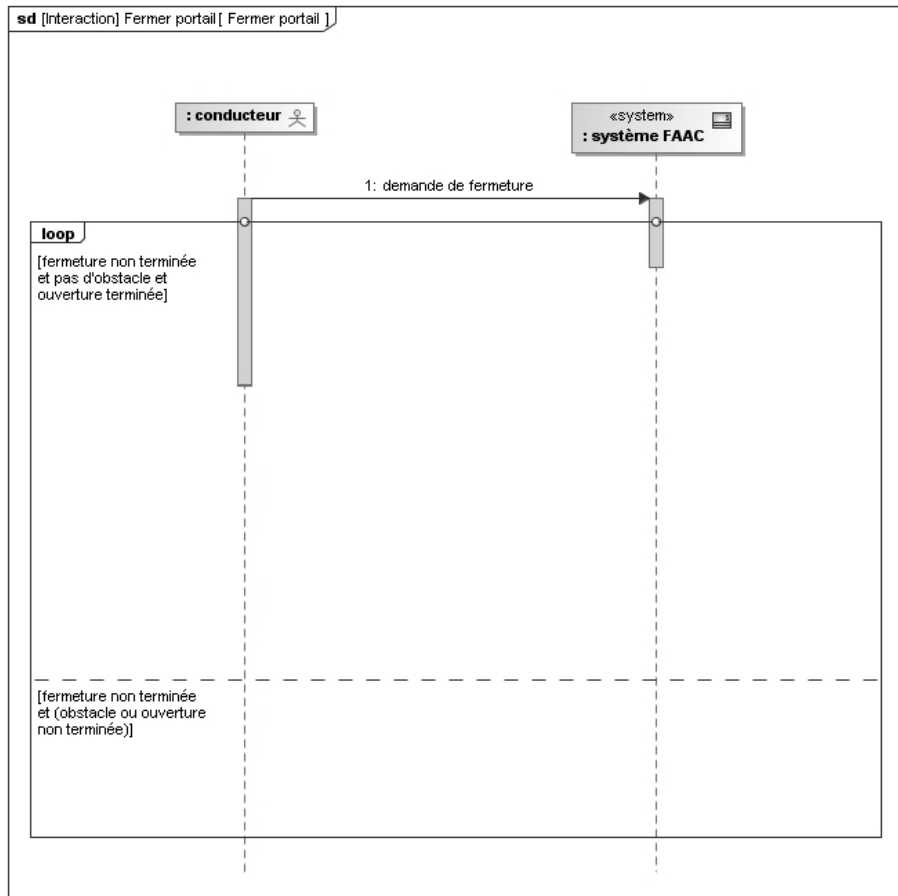 sd [Interaction] Fermer portail[ Fermer portail ]
: conducteur
«system»
: système FAAC
1: demande de fermeture
loop
[fermeture non terminée
et pas d'obstacle et
ouverture terminée]
[fermeture non terminée
et (obstacle ou ouverture
non terminée)]